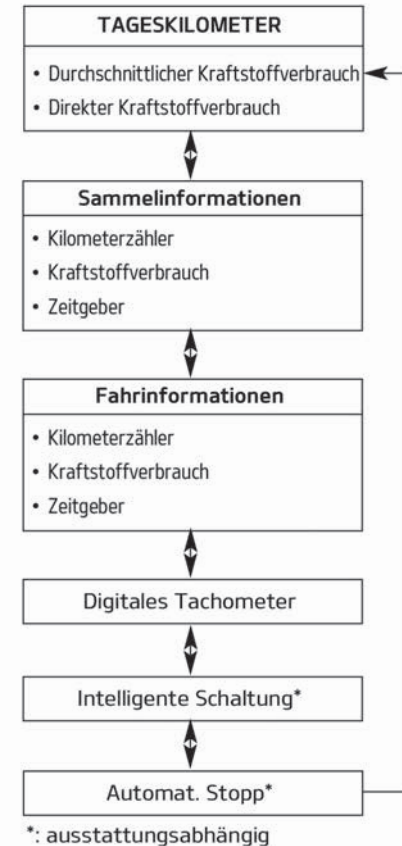 TAGESKILOMETER
• Durchschnittlicher Kraftstoffverbrauch
• Direkter Kraftstoffverbrauch
Sammelinformationen
• Kilometerzähler
• Kraftstoffverbrauch
• Zeitgeber
Fahrinformationen
• Kilometerzähler
• Kraftstoffverbrauch
• Zeitgeber
Digitales Tachometer
Intelligente Schaltung*
Automat. Stopp*
*: ausstattungsabhängig